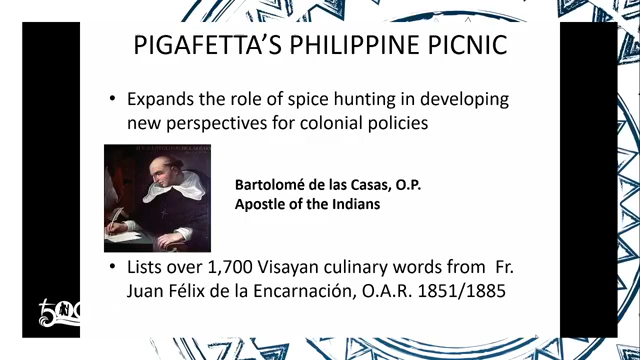 PIGAFETTA'S PHILIPPINE PICNIC
• Expands the role of spice hunting in developing
new perspectives for colonial policies
Bartolomé de las Casas, O.P.
Apostle of the Indians
• Lists over 1,700 Visayan culinary words from Fr.
Juan Félix de la Encarnación, O.A.R. 1851/1885
500